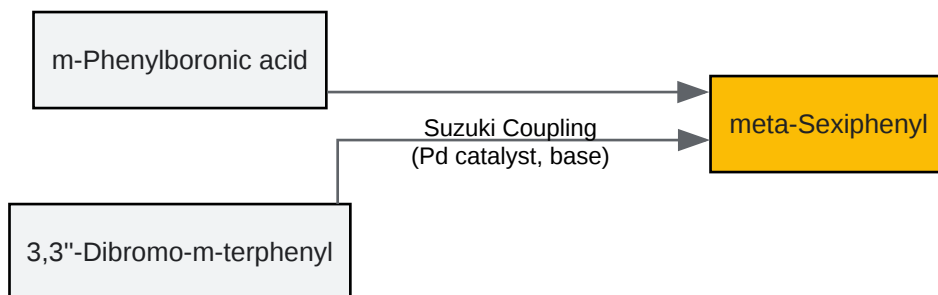 m-Phenylboronic acid
meta-Sexiphenyl
Suzuki Coupling
(Pd catalyst, base)
3,3"-Dibromo-m-terphenyl